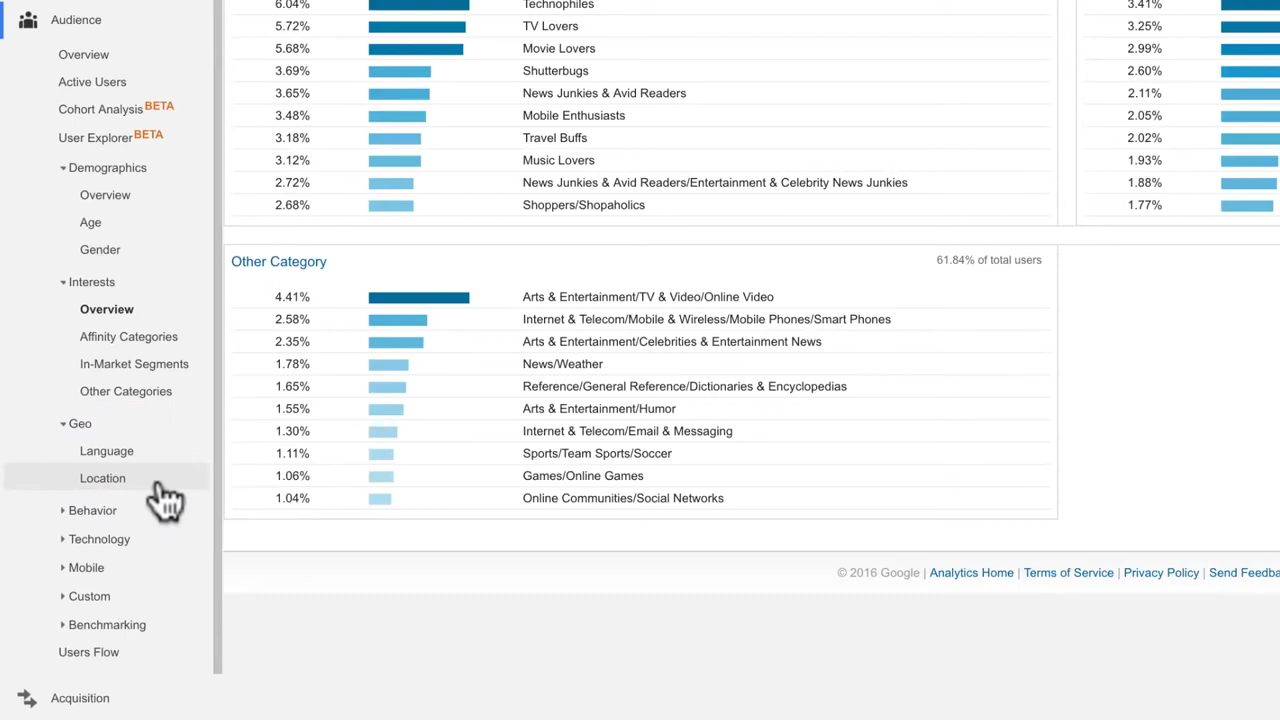 Audience
Overview
Active Users
Cohort Analysis BETA
User Explorer BETA
Demographics
Overview
Age
Gender
Interests
Overview
Affinity Categories
In-Market Segments
Other Categories
Geo
Language
Location
Behavior
Technology
Mobile
Custom
Benchmarking
Users Flow
Acquisition
6.04% Technophiles
5.72% TV Lovers
5.68% Movie Lovers
3.69% Shutterbugs
3.65% News Junkies & Avid Readers
3.48% Mobile Enthusiasts
3.18% Travel Buffs
3.12% Music Lovers
2.72% News Junkies & Avid Readers/Entertainment & Celebrity News Junkies
2.68% Shoppers/Shopaholics
3.41%
3.25%
2.99%
2.60%
2.11%
2.05%
2.02%
1.93%
1.88%
1.77%
Other Category 61.84% of total users
4.41% Arts & Entertainment/TV & Video/Online Video
2.58% Internet & Telecom/Mobile & Wireless/Mobile Phones/Smart Phones
2.35% Arts & Entertainment/Celebrities & Entertainment News
1.78% News/Weather
1.65% Reference/General Reference/Dictionaries & Encyclopedias
1.55% Arts & Entertainment/Humor
1.30% Internet & Telecom/Email & Messaging
1.11% Sports/Team Sports/Soccer
1.06% Games/Online Games
1.04% Online Communities/Social Networks
© 2016 Google | Analytics Home | Terms of Service | Privacy Policy | Send Feedba